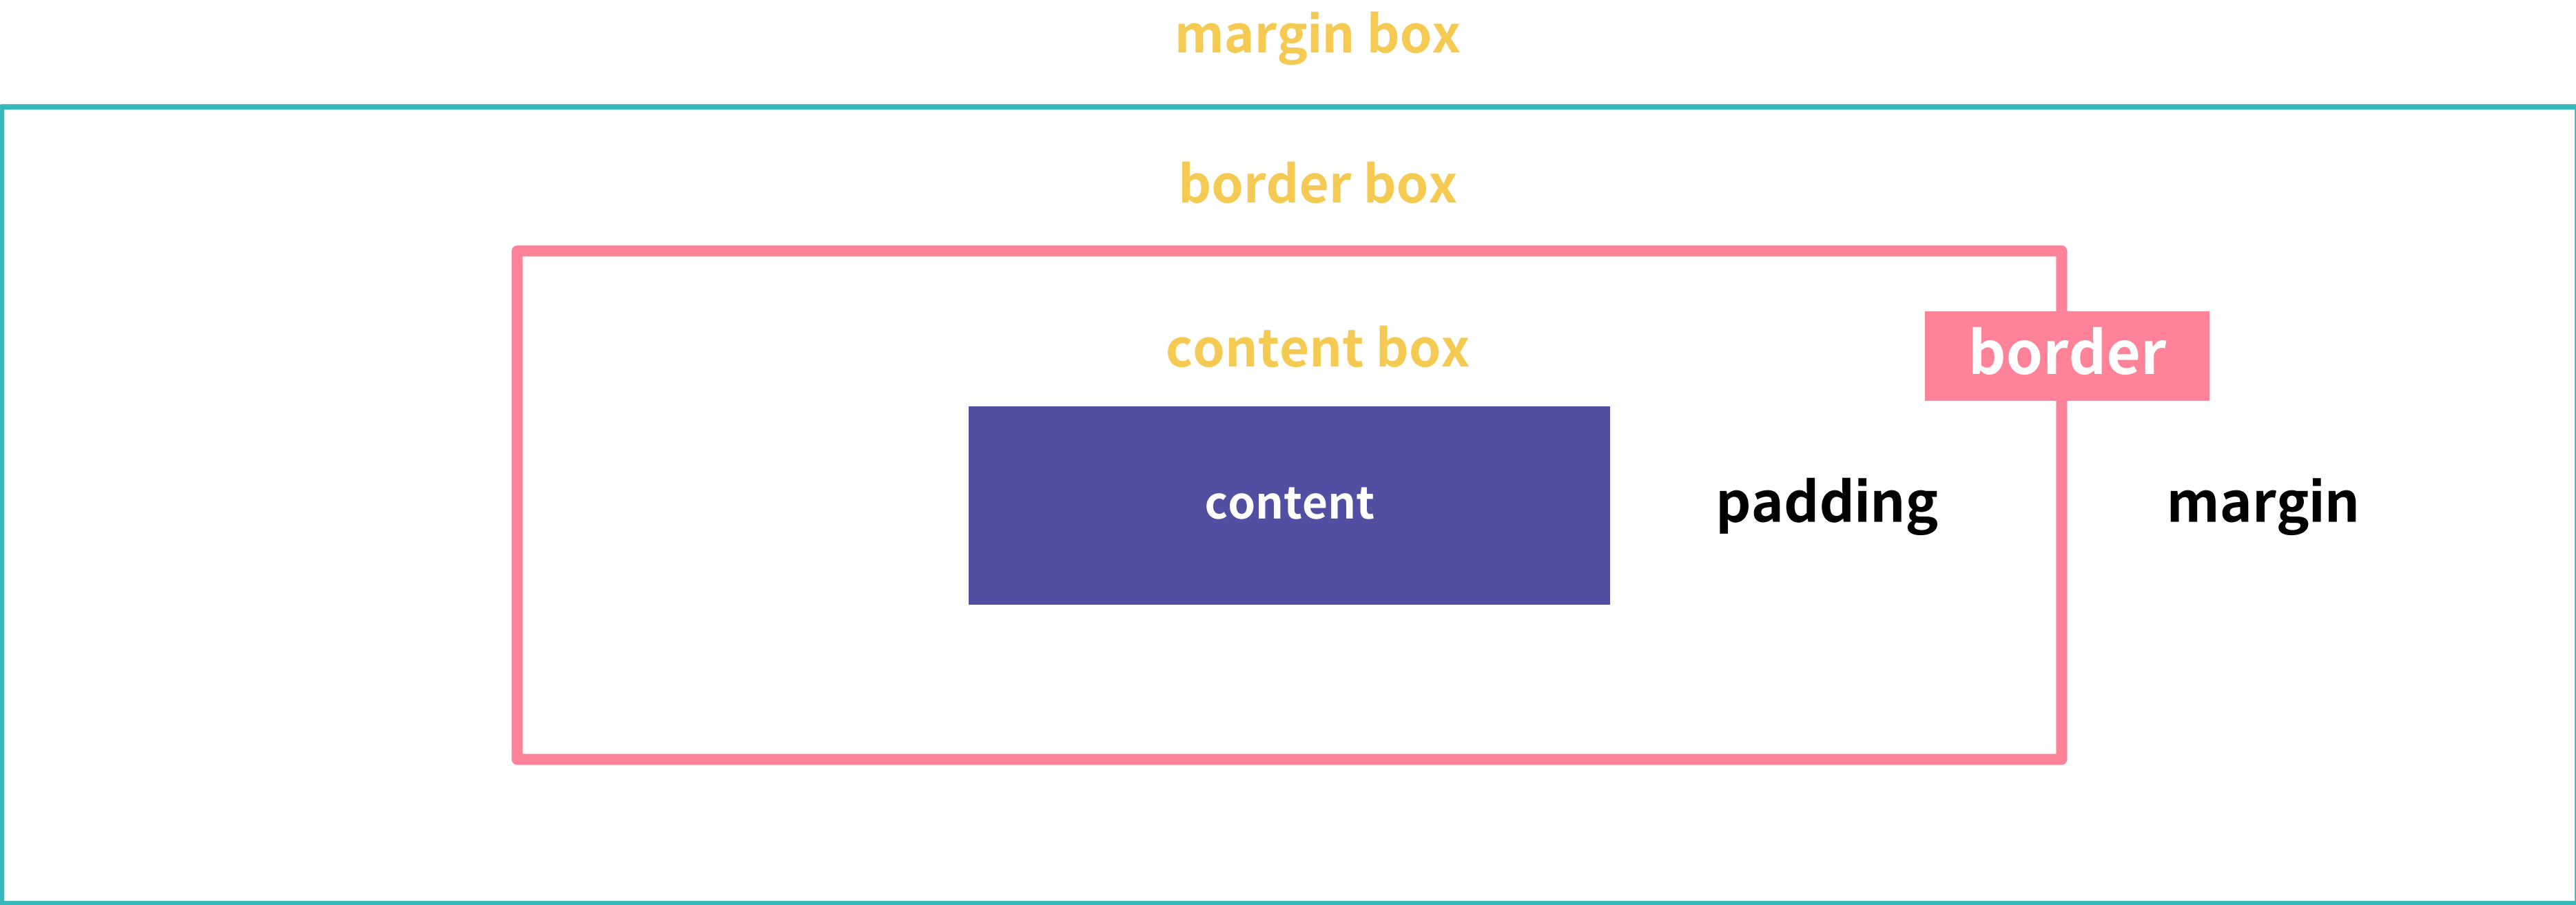 margin box
border box
content box
border
content
padding
margin